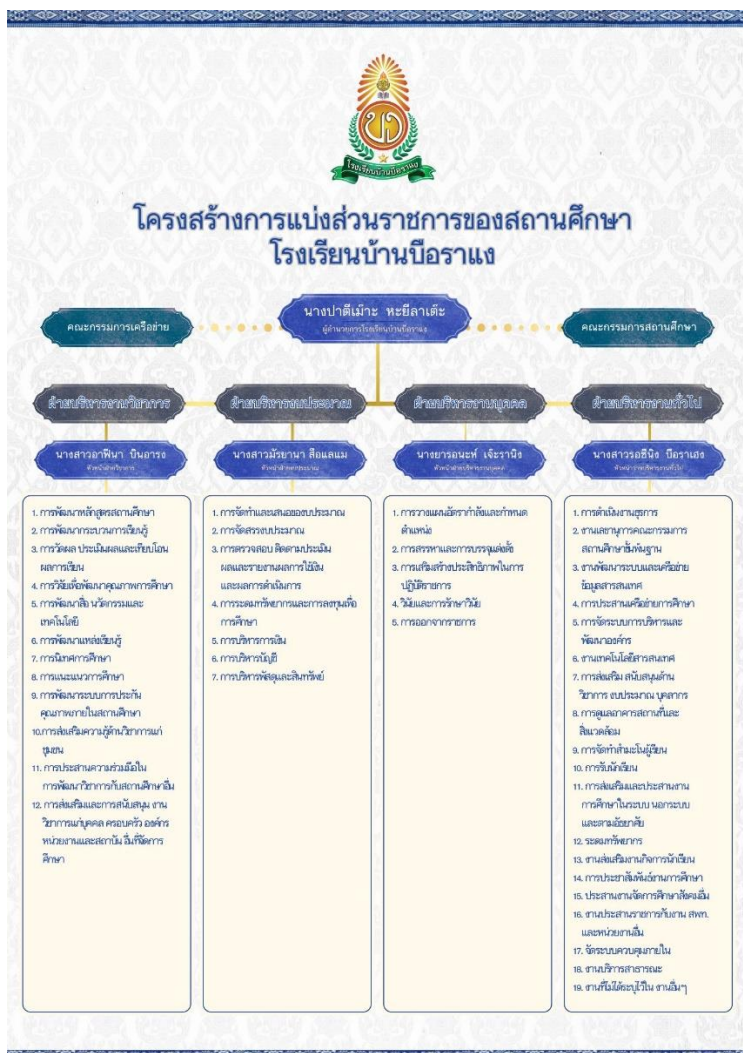 โรงเรียนบ้านบือราแง
โครงสร้างการแบ่งส่วนราชการของสถานศึกษา
โรงเรียนบ้านบือราแง
คณะกรรมการเครือข่าย
นางปาตีเม๊าะ หะยีลาเต๊ะ
ผู้อำนวยการโรงเรียนบ้านบือราแง
คณะกรรมการสถานศึกษา
ฝ่ายบริหารงานวิชาการ
ฝ่ายบริหารงบประมาณ
ฝ่ายบริหารงานบุคคล
ฝ่ายบริหารงานทั่วไป
นางสาวอาฟีนา บินอารง
หัวหน้าฝ่ายวิชาการ
นางสาวมัรยานา สือแลแม
หัวหน้าฝ่ายงบประมาณ
นางยารอนะห์ เจ๊ะรานิง
หัวหน้าฝ่ายบริหารงานบุคคล
นางสาวรอซีนิง บือราเฮง
หัวหน้างานบริหารงานทั่วไป
1. การพัฒนาหลักสูตรสถานศึกษา
2. การพัฒนากระบวนการเรียนรู้
3. การวัดผล ประเมินผลและเทียบโอน
ผลการเรียน
4. การวิจัยเพื่อพัฒนาคุณภาพการศึกษา
5. การพัฒนาสื่อ นวัตกรรมและ
เทคโนโลยี
6. การพัฒนาแหล่งเรียนรู้
7. การนิเทศการศึกษา
8. การแนะแนวการศึกษา
9. การพัฒนาระบบการประกัน
คุณภาพภายในสถานศึกษา
10.การส่งเสริมความรู้ด้านวิชาการแก่
ชุมชน
11. การประสานความร่วมมือใน
การพัฒนาวิชาการกับสถานศึกษาอื่น
12. การส่งเสริมและการสนับสนุน งาน
วิชาการแก่บุคคล ครอบครัว องค์กร
หน่วยงานและสถาบัน อื่นที่จัดการ
ศึกษา
1. การจัดทำและเสนอของบประมาณ
2. การจัดสรรงบประมาณ
3. การตรวจสอบ ติดตามประเมิน
ผลและรายงานผลการใช้เงิน
และผลการดำเนินการ
4. การระดมทรัพยากรและการลงทุนเพื่อ
การศึกษา
5. การบริหารการเงิน
6. การบริหารบัญชี
7. การบริหารพัสดุและสินทรัพย์
1. การวางแผนอัตรากำลังและกำหนด
ตำแหน่ง
2. การสรรหาและการบรรจุแต่งตั้ง
3. การเสริมสร้างประสิทธิภาพในการ
ปฏิบัติราชการ
4. วินัยและการรักษาวินัย
5. การออกจากราชการ
1. การดำเนินงานธุรการ
2. งานเลขานุการคณะกรรมการ
สถานศึกษาขั้นพื้นฐาน
3. งานพัฒนาระบบและเครือข่าย
ข้อมูลสารสนเทศ
4. การประสานเครือข่ายการศึกษา
5. การจัดระบบการบริหารและ
พัฒนาองค์กร
6. งานเทคโนโลยีสารสนเทศ
7. การส่งเสริม สนับสนุนด้าน
วิชาการ งบประมาณ บุคลากร
8. การดูแลอาคารสถานที่และ
สิ่งแวดล้อม
9. การจัดทำสำมะโนผู้เรียน
10. การรับนักเรียน
11. การส่งเสริมและประสานงาน
การศึกษาในระบบ นอกระบบ
และตามอัธยาศัย
12. ระดมทรัพยากร
13. งานส่งเสริมงานกิจการนักเรียน
14. การประชาสัมพันธ์งานการศึกษา
15. ประสานงานจัดการศึกษาสังคมอื่น
16. งานประสานราชการกับงาน สพท.
และหน่วยงานอื่น
17. จัดระบบควบคุมภายใน
18. งานบริการสาธารณะ
19. งานที่ไม่ได้ระบุไว้ใน งานอื่นๆ